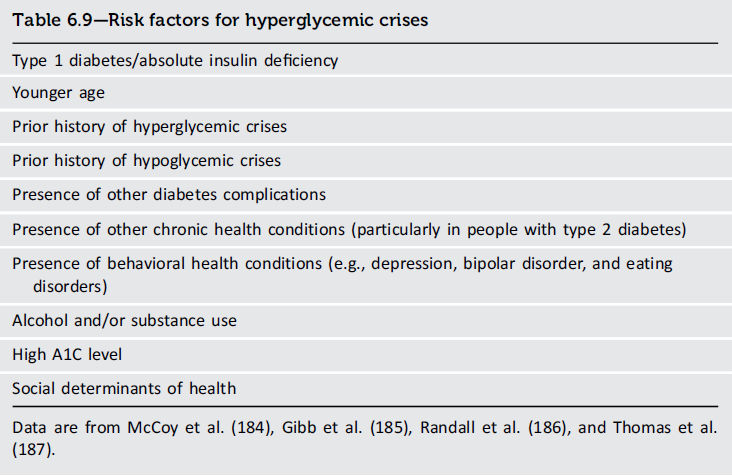 Table 6.9—Risk factors for hyperglycemic crises
Type 1 diabetes/absolute insulin deficiency
Younger age
Prior history of hyperglycemic crises
Prior history of hypoglycemic crises
Presence of other diabetes complications
Presence of other chronic health conditions (particularly in people with type 2 diabetes)
Presence of behavioral health conditions (e.g., depression, bipolar disorder, and eating
disorders)
Alcohol and/or substance use
High A1C level
Social determinants of health
Data are from McCoy et al. (184), Gibb et al. (185), Randall et al. (186), and Thomas et al.
(187).